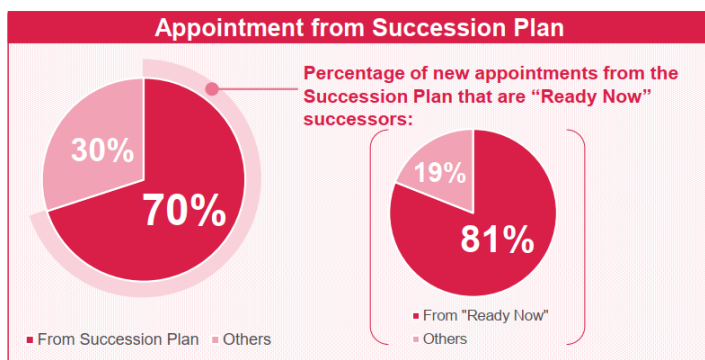 Appointment from Succession Plan
Percentage of new appointments from the
Succession Plan that are “Ready Now”
successors:
30%
70%
19%
81%
From Succession Plan
Others
From "Ready Now"
Others